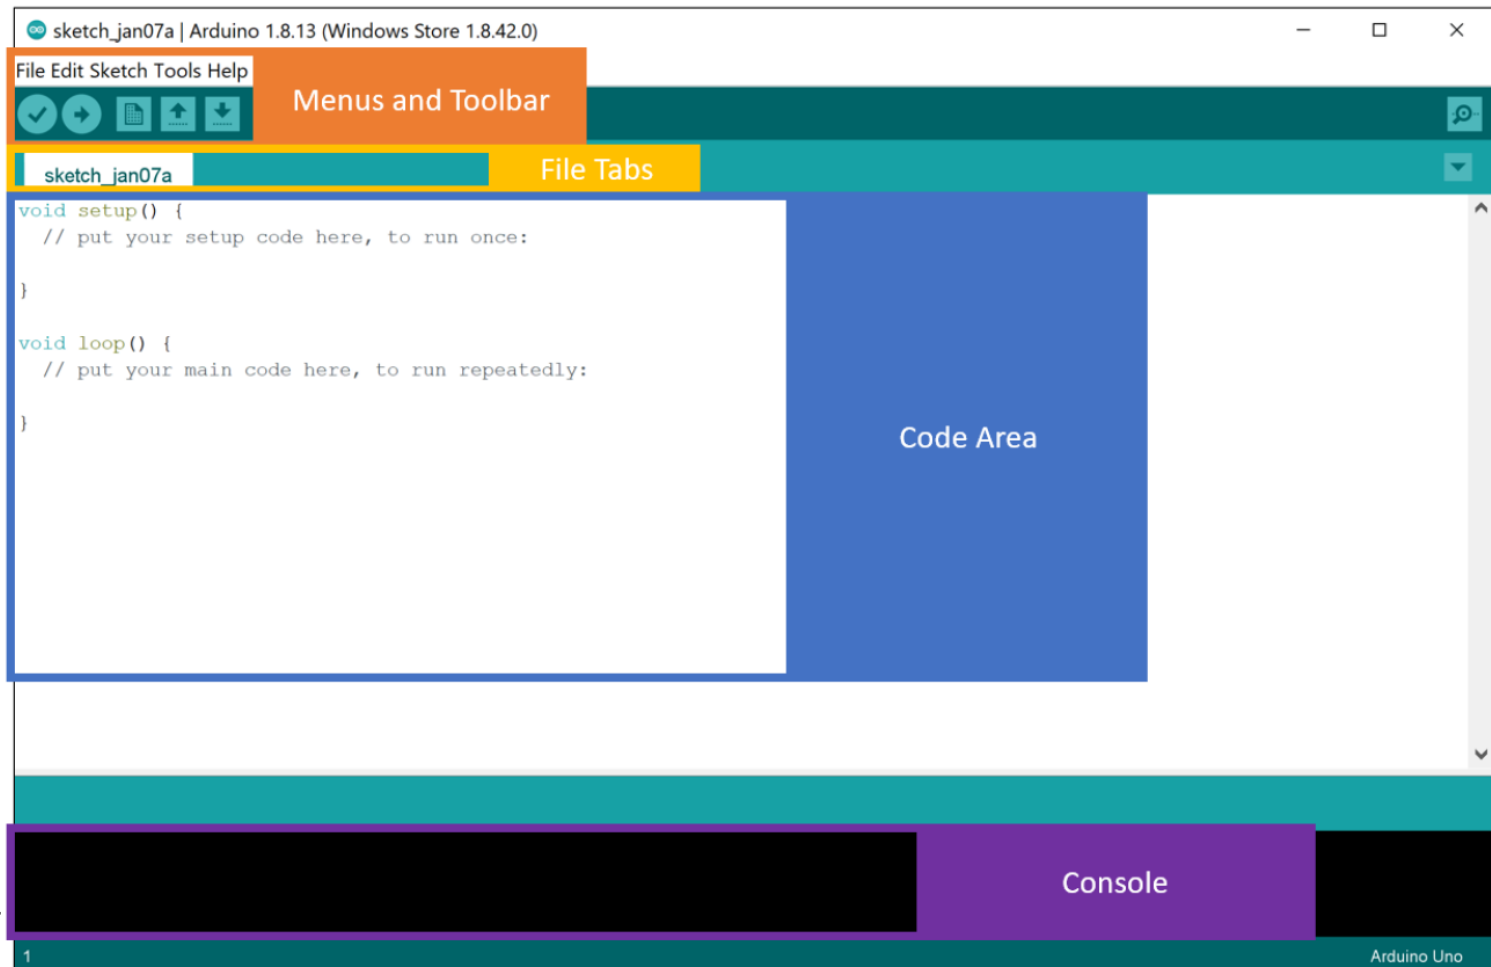 sketch_jan07a | Arduino 1.8.13 (Windows Store 1.8.42.0)
File Edit Sketch Tools Help
Menus and Toolbar
sketch_jan07a
File Tabs
void setup() {
  // put your setup code here, to run once:
}
void loop() {
  // put your main code here, to run repeatedly:
}
Code Area
Console
1
Arduino Uno